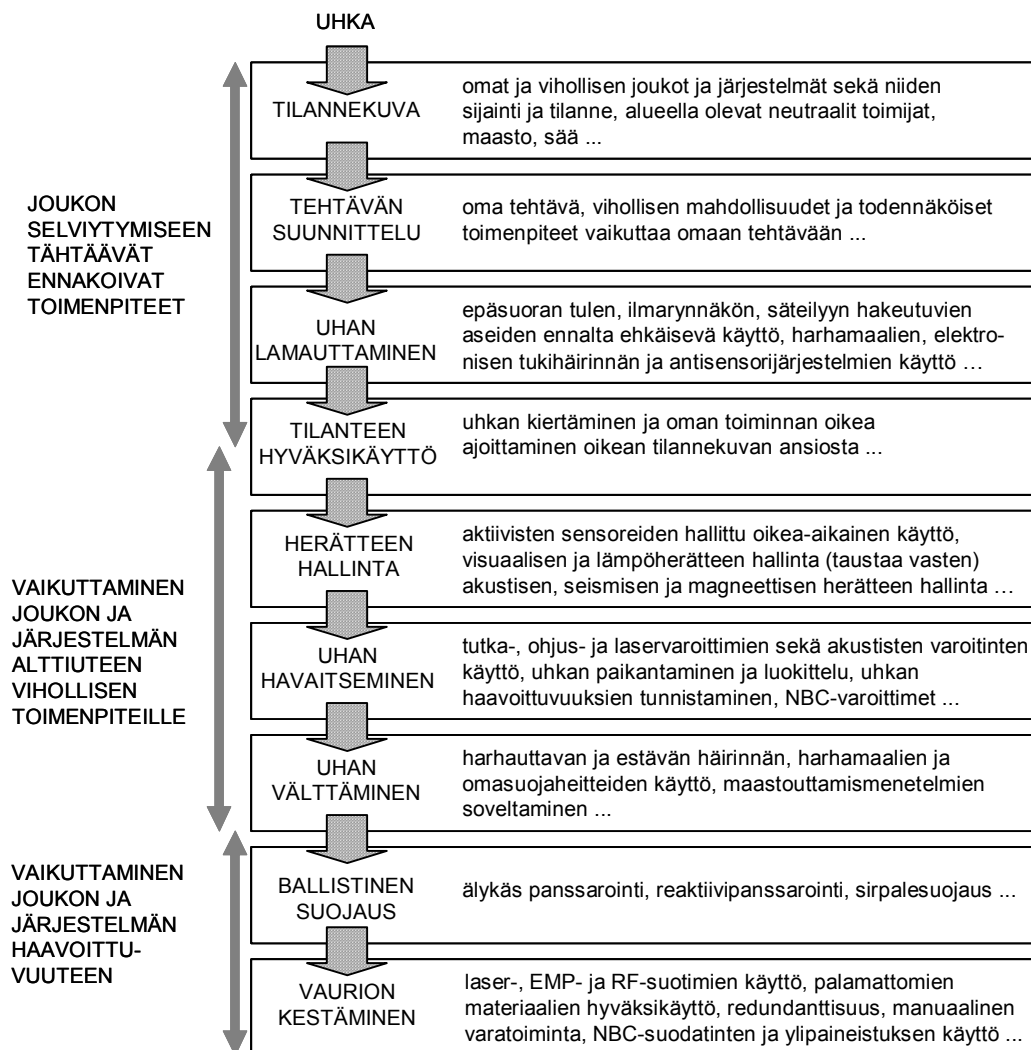 UHKA
TILANNEKUVA
omat ja vihollisen joukot ja järjestelmät sekä niiden
sijainti ja tilanne, alueella olevat neutraalit toimijat,
maasto, sää ...
JOUKON
SELVIYTYMISEEN
TÄHTÄÄVÄT
ENNAKOIVAT
TOIMENPITEET
TEHTÄVÄN
SUUNNITTELU
oma tehtävä, vihollisen mahdollisuudet ja todennäköiset
toimenpiteet vaikuttaa omaan tehtävään ...
UHAN
LAMAUTTAMINEN
epäsuoran tulen, ilmarynnäkön, säteilyyn hakeutuvien
aseiden ennalta ehkäisevä käyttö, harhamaalien, elektro-
nisen tukihäirinnän ja antisensorijärjestelmien käyttö …
TILANTEEN
HYVÄKSIKÄYTTÖ
uhkan kiertäminen ja oman toiminnan oikea
ajoittaminen oikean tilannekuvan ansiosta ...
HERÄTTEEN
HALLINTA
aktiivisten sensoreiden hallittu oikea-aikainen käyttö,
visuaalisen ja lämpöherätteen hallinta (taustaa vasten)
akustisen, seismisen ja magneettisen herätteen hallinta …
VAIKUTTAMINEN
JOUKON JA
JÄRJESTELMÄN
ALTTIUTEEN
VIHOLLISEN
TOIMENPITEILLE
UHAN
HAVAITSEMINEN
tutka-, ohjus- ja laservaroittimien sekä akustisten varoitinten
käyttö, uhkan paikantaminen ja luokittelu, uhkan
haavoittuvuuksien tunnistaminen, NBC-varoittimet ...
UHAN
VÄLTTÄMINEN
harhauttavan ja estävän häirinnän, harhamaalien ja
omasuojaheitteiden käyttö, maastouttamismenetelmien
soveltaminen ...
VAIKUTTAMINEN
JOUKON JA
JÄRJESTELMÄN
HAAVOITTU-
VUUTEEN
BALLISTINEN
SUOJAUS
älykäs panssarointi, reaktiivipanssarointi, sirpalesuojaus ...
VAURION
KESTÄMINEN
laser-, EMP- ja RF-suotimien käyttö, palamattomien
materiaalien hyväksikäyttö, redundanttisuus, manuaalinen
varatoiminta, NBC-suodatinten ja ylipaineistuksen käyttö ...